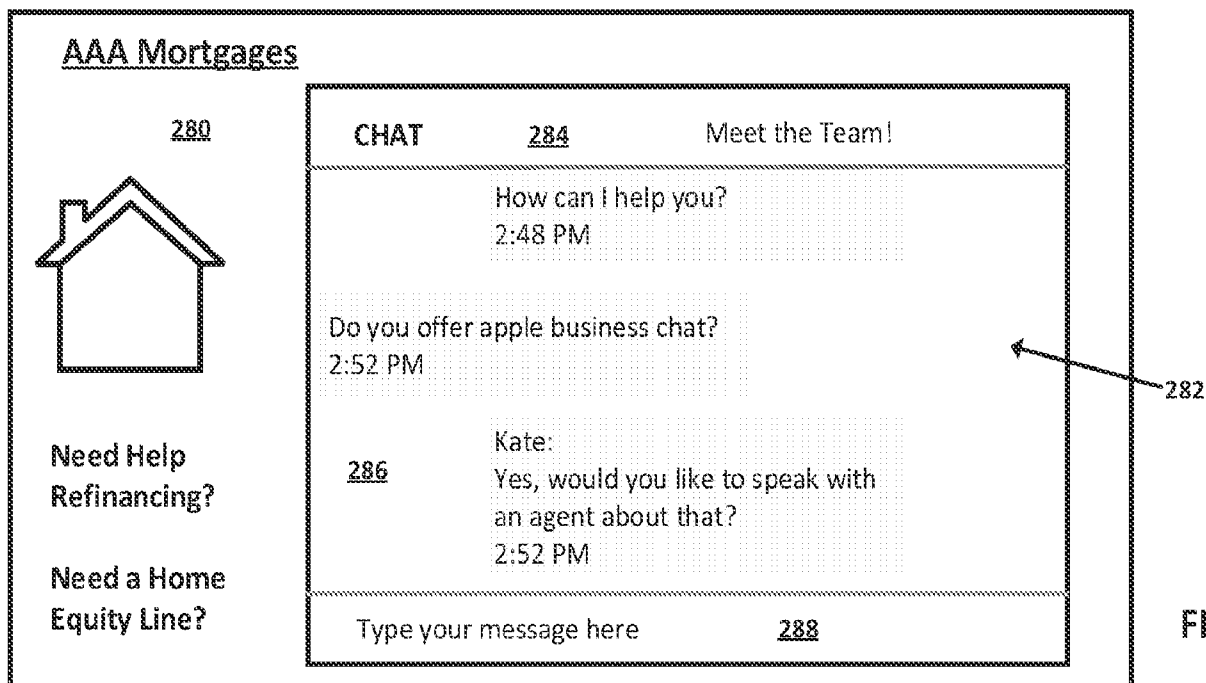 AAA Mortgages
280
CHAT 284 Meet the Team!
How can I help you?
2:48 PM
Do you offer apple business chat?
2:52 PM
282
Kate:
286
Yes, would you like to speak with
an agent about that?
2:52 PM
Need Help
Refinancing?
Need a Home
Equity Line?
Type your message here 288